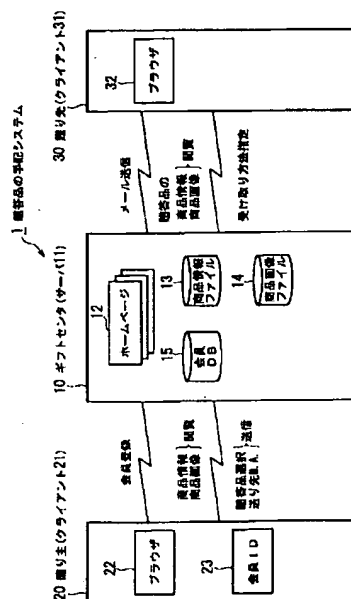 1 贈答品の手配システム
20 贈り主(クライアント21)
22
ブラウザ
23
会員ID
会員登録
商品情報
商品画像
閲覧
贈答品選択
送り先E.A.
送信
10 ギフトセンタ(サーバ11)
12
ホームページ
13
商品情報
ファイル
14
商品画像
ファイル
15
会員
DB
メール送信
贈答品の
商品情報
商品画像
閲覧
受け取り方法指定
30 贈り先(クライアント31)
32
ブラウザ